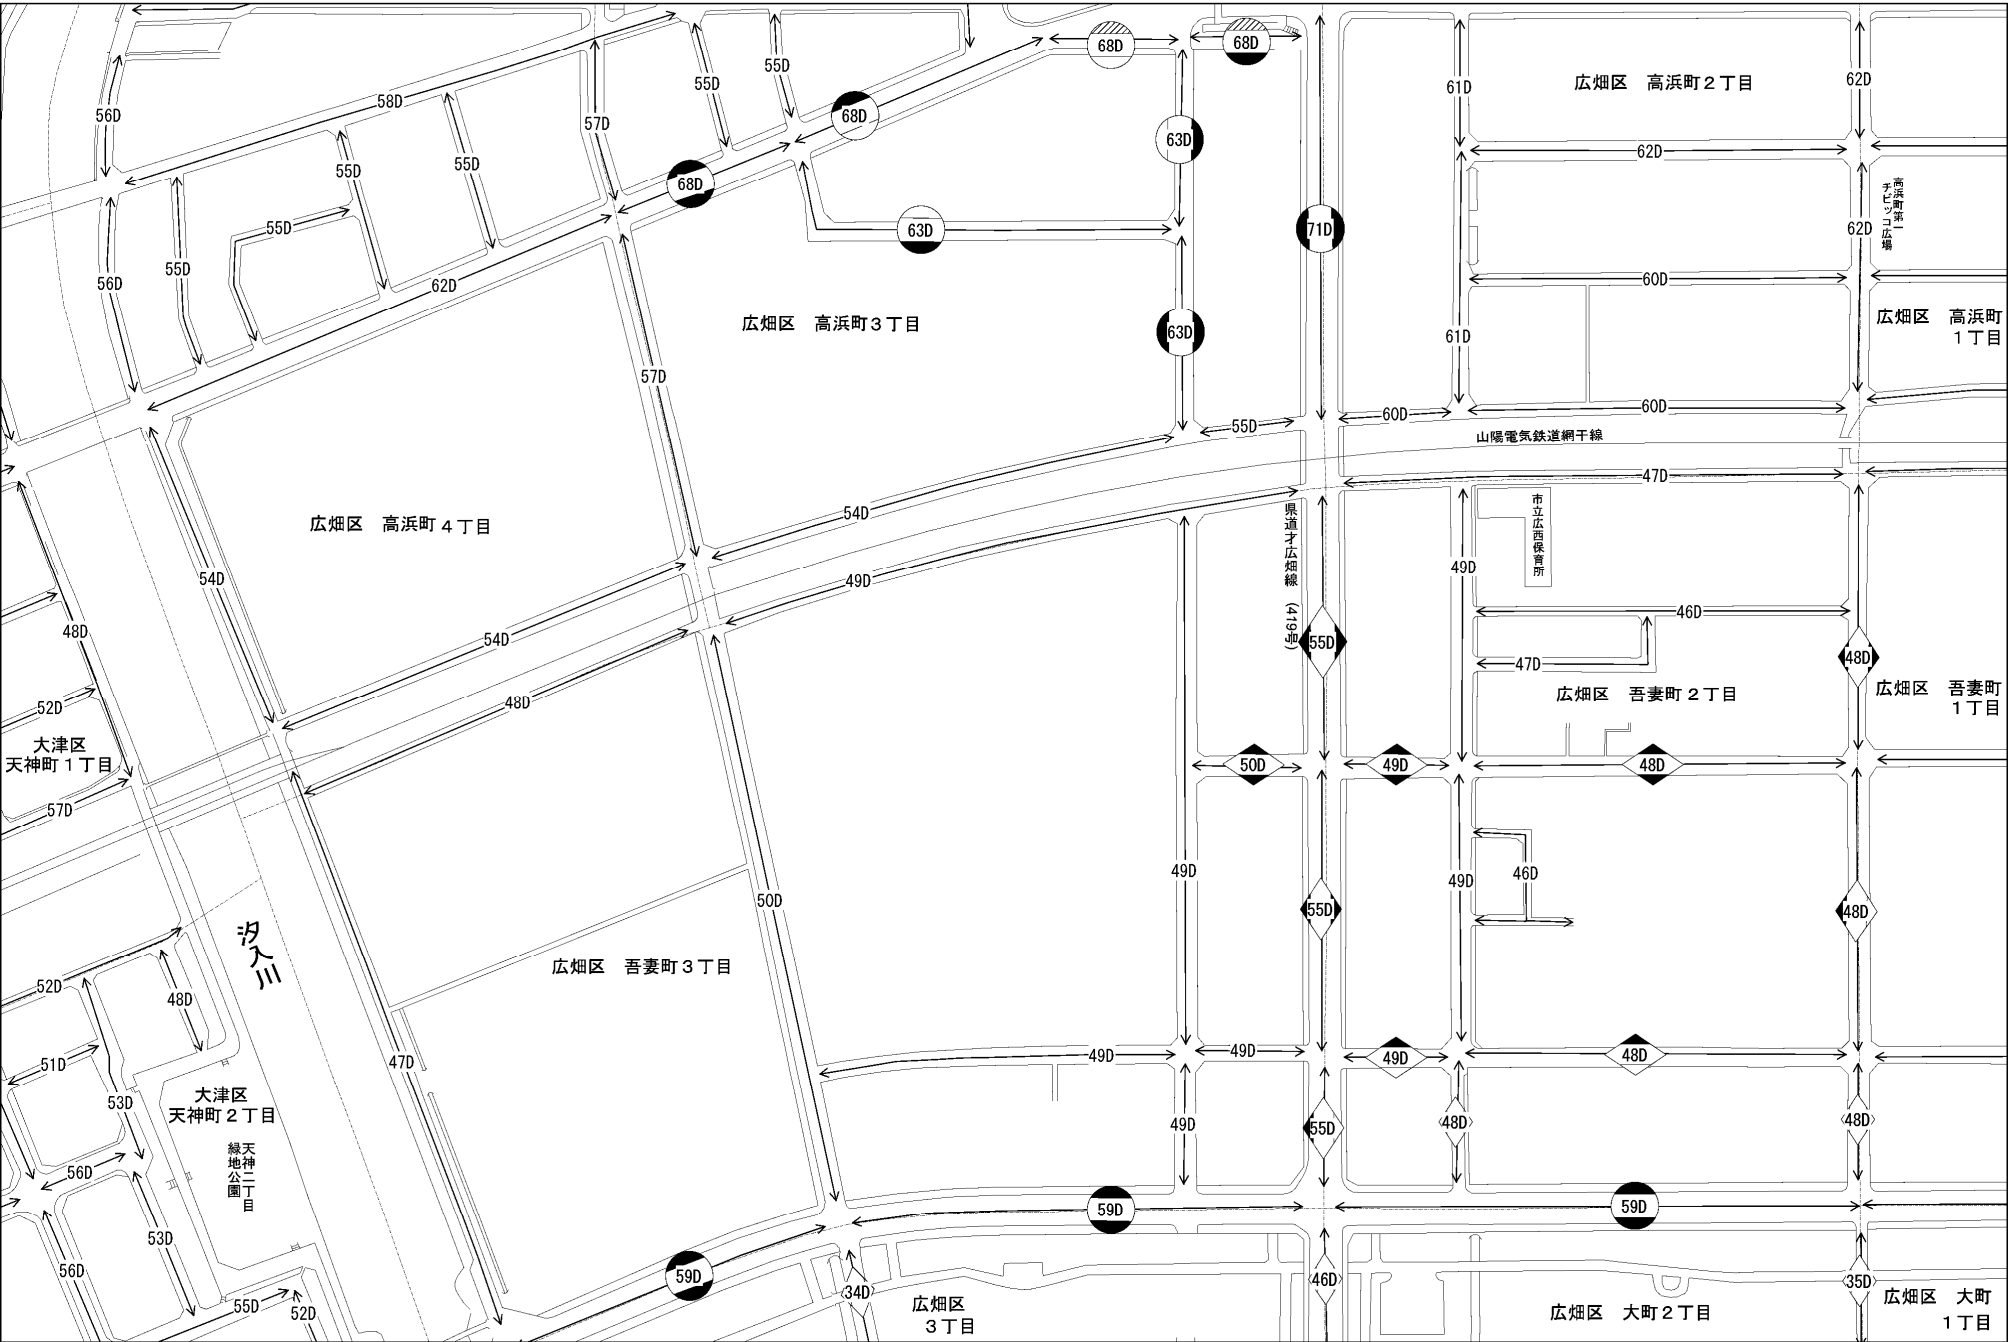 68D
68D
56D
58D
55D
55D
68D
57D
61D
広畑区　高浜町２丁目
62D
63D
55D
55D
68D
62D
高浜町第一
チビッコ広場
55D
55D
56D
62D
63D
71D
60D
62D
57D
広畑区　高浜町３丁目
63D
61D
広畑区　高浜町
１丁目
55D
60D
60D
山陽電気鉄道網干線
47D
広畑区　高浜町４丁目
54D
54D
49D
県道才広畑線　(419号)
49D
市立広西保育所
46D
48D
54D
55D
47D
48D
52D
48D
広畑区　吾妻町２丁目
広畑区　吾妻町
１丁目
大津区
天神町１丁目
57D
50D
49D
48D
50D
49D
55D
49D
46D
48D
汐入川
広畑区　吾妻町３丁目
52D
48D
51D
53D
47D
49D
49D
49D
48D
大津区
天神町２丁目
天神二丁目
緑地公園
49D
55D
48D
48D
56D
53D
56D
59D
59D
59D
55D
52D
34D
46D
35D
広畑区
３丁目
広畑区　大町２丁目
広畑区　大町
１丁目